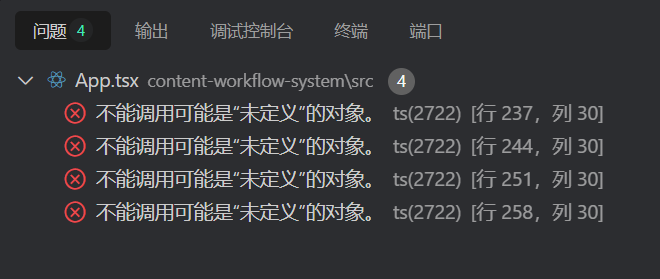 问题 4 输出 调试控制台 终端 端口
App.tsx content-workflow-system\src 4
不能调用可能是“未定义”的对象。 ts(2722) [行 237，列 30]
不能调用可能是“未定义”的对象。 ts(2722) [行 244，列 30]
不能调用可能是“未定义”的对象。 ts(2722) [行 251，列 30]
不能调用可能是“未定义”的对象。 ts(2722) [行 258，列 30]